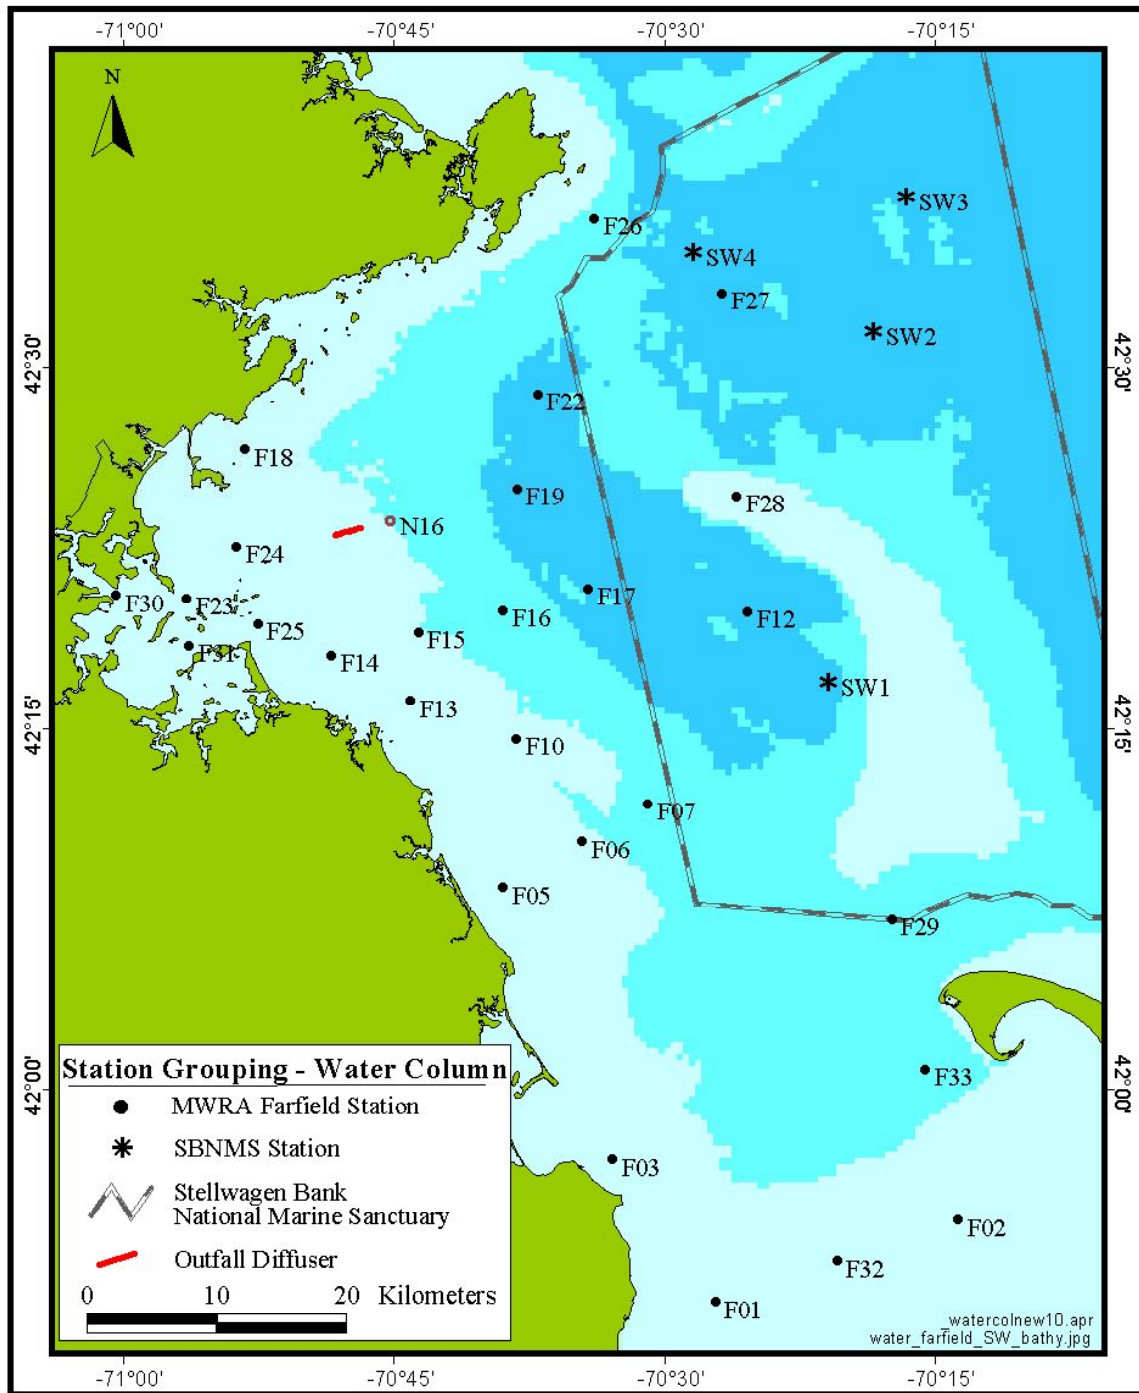 -71°00' -70°45' -70°30' -70°15'
N
SW3
F26
SW4
F27
SW2
42°30' 42°30'
F22
F18
F19
F28
N16
F24
F30
F23
F17
F16
F12
F25
F15
F31
F14
SW1
F13
42°15' 42°15'
F10
F07
F06
F05
F29
Station Grouping - Water Column
42°00' 42°00'
F33
MWRA Farfield Station
SBNMS Station
F03
Stellwagen Bank
National Marine Sanctuary
F02
Outfall Diffuser
F32
0 10 20 Kilometers
F01
_watercolnew10.apr
water_farfield_SW_bathy.jpg
-71°00' -70°45' -70°30' -70°15'